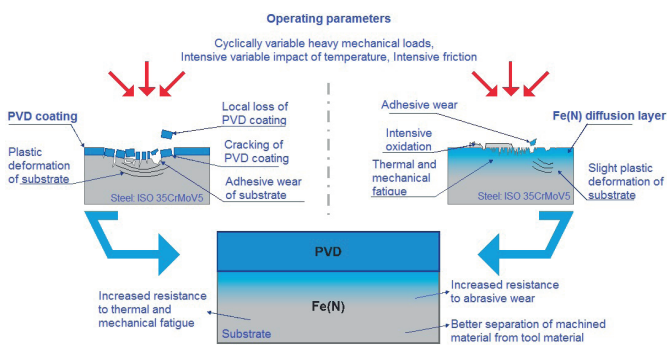 Operating parameters
Cyclically variable heavy mechanical loads,
Intensive variable impact of temperature, Intensive friction
PVD coating
Local loss of
PVD coating
Cracking of
PVD coating
Plastic
deformation
of substrate
Adhesive wear
of substrate
Steel: ISO 35CrMoV5
Adhesive wear
Fe(N) diffusion layer
Intensive
oxidation
Thermal and
mechanical
fatigue
Slight plastic
deformation of
substrate
Steel: ISO 35CrMoV5
PVD
Fe(N)
Substrate
Increased resistance
to thermal and
mechanical fatigue
Increased resistance
to abrasive wear
Better separation of machined
material from tool material